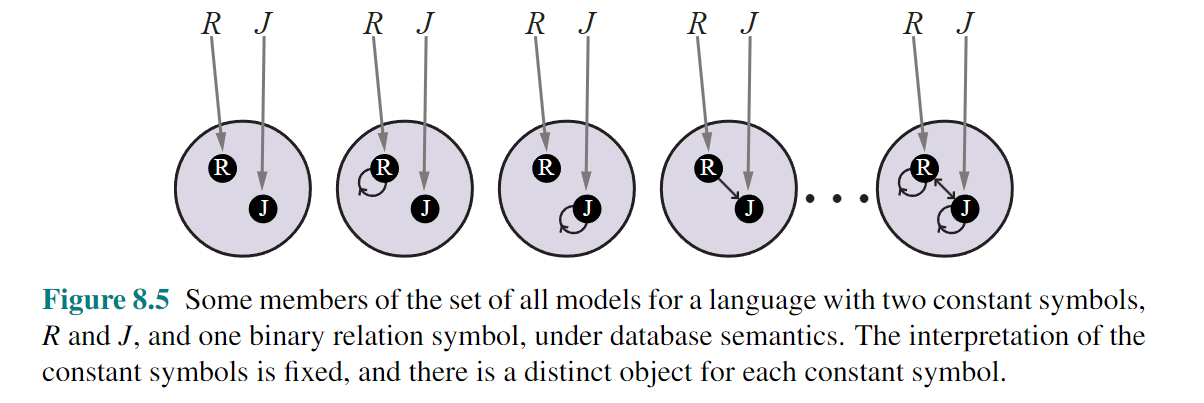 R J R J R J R J R J
R R R R R
J J J J J
Figure 8.5 Some members of the set of all models for a language with two constant symbols,
R and J, and one binary relation symbol, under database semantics. The interpretation of the
constant symbols is fixed, and there is a distinct object for each constant symbol.